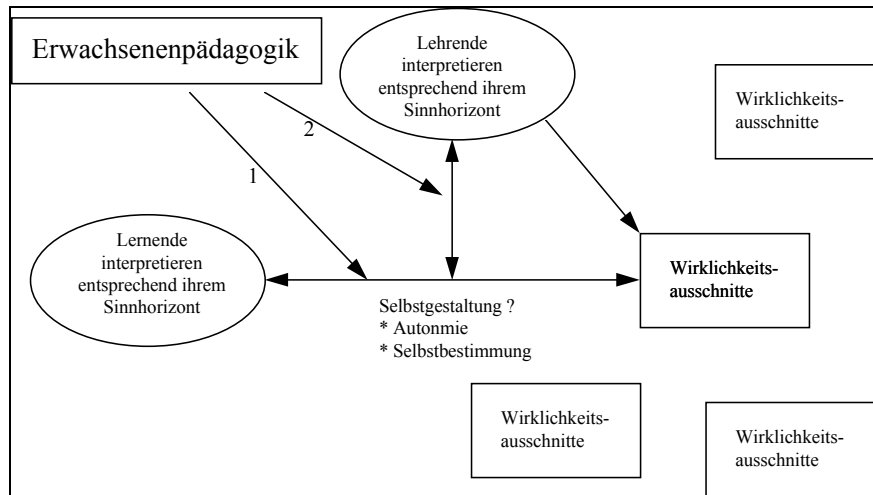 Erwachsenenpädagogik
Lehrende
interpretieren
entsprechend ihrem
Sinnhorizont
Wirklichkeits-
ausschnitte
2
1
Lernende
interpretieren
entsprechend ihrem
Sinnhorizont
Wirklichkeits-
ausschnitte
Selbstgestaltung ?
* Autonmie
* Selbstbestimmung
Wirklichkeits-
ausschnitte
Wirklichkeits-
ausschnitte